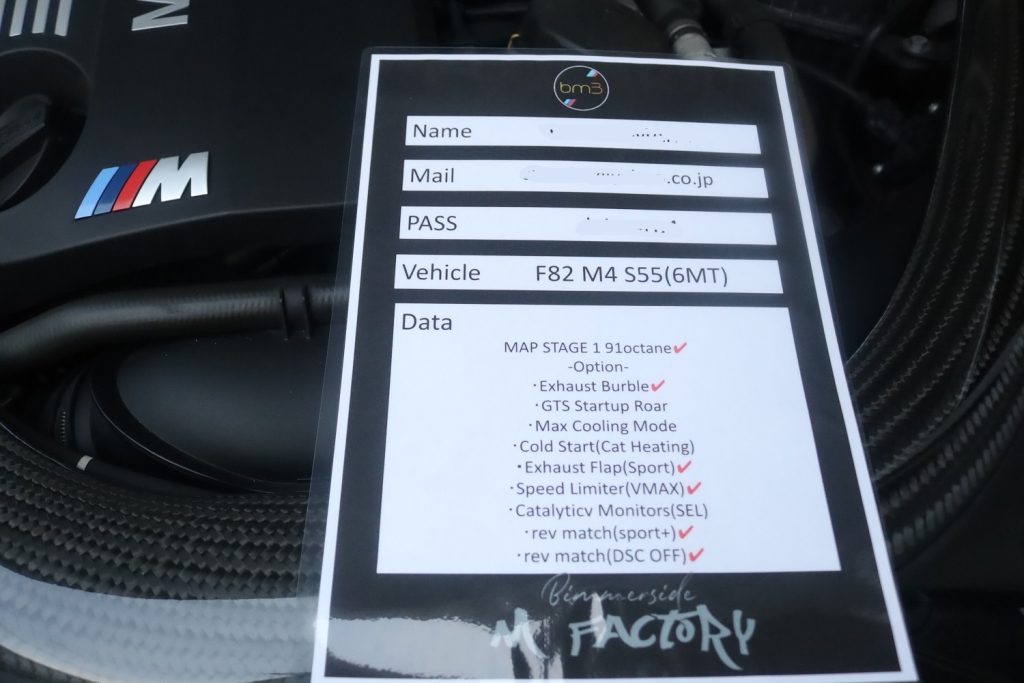 M
M
bm3
Name
Mail .co.jp
PASS
Vehicle F82 M4 S55(6MT)
Data
MAP STAGE 1 91octane✔
-Option-
・Exhaust Burble✔
・GTS Startup Roar
・Max Cooling Mode
・Cold Start(Cat Heating)
・Exhaust Flap(Sport)✔
・Speed Limiter(VMAX)✔
・Catalyticv Monitors(SEL)
・rev match(sport+)✔
・rev match(DSC OFF)✔
Bimmerside
M FACTORY